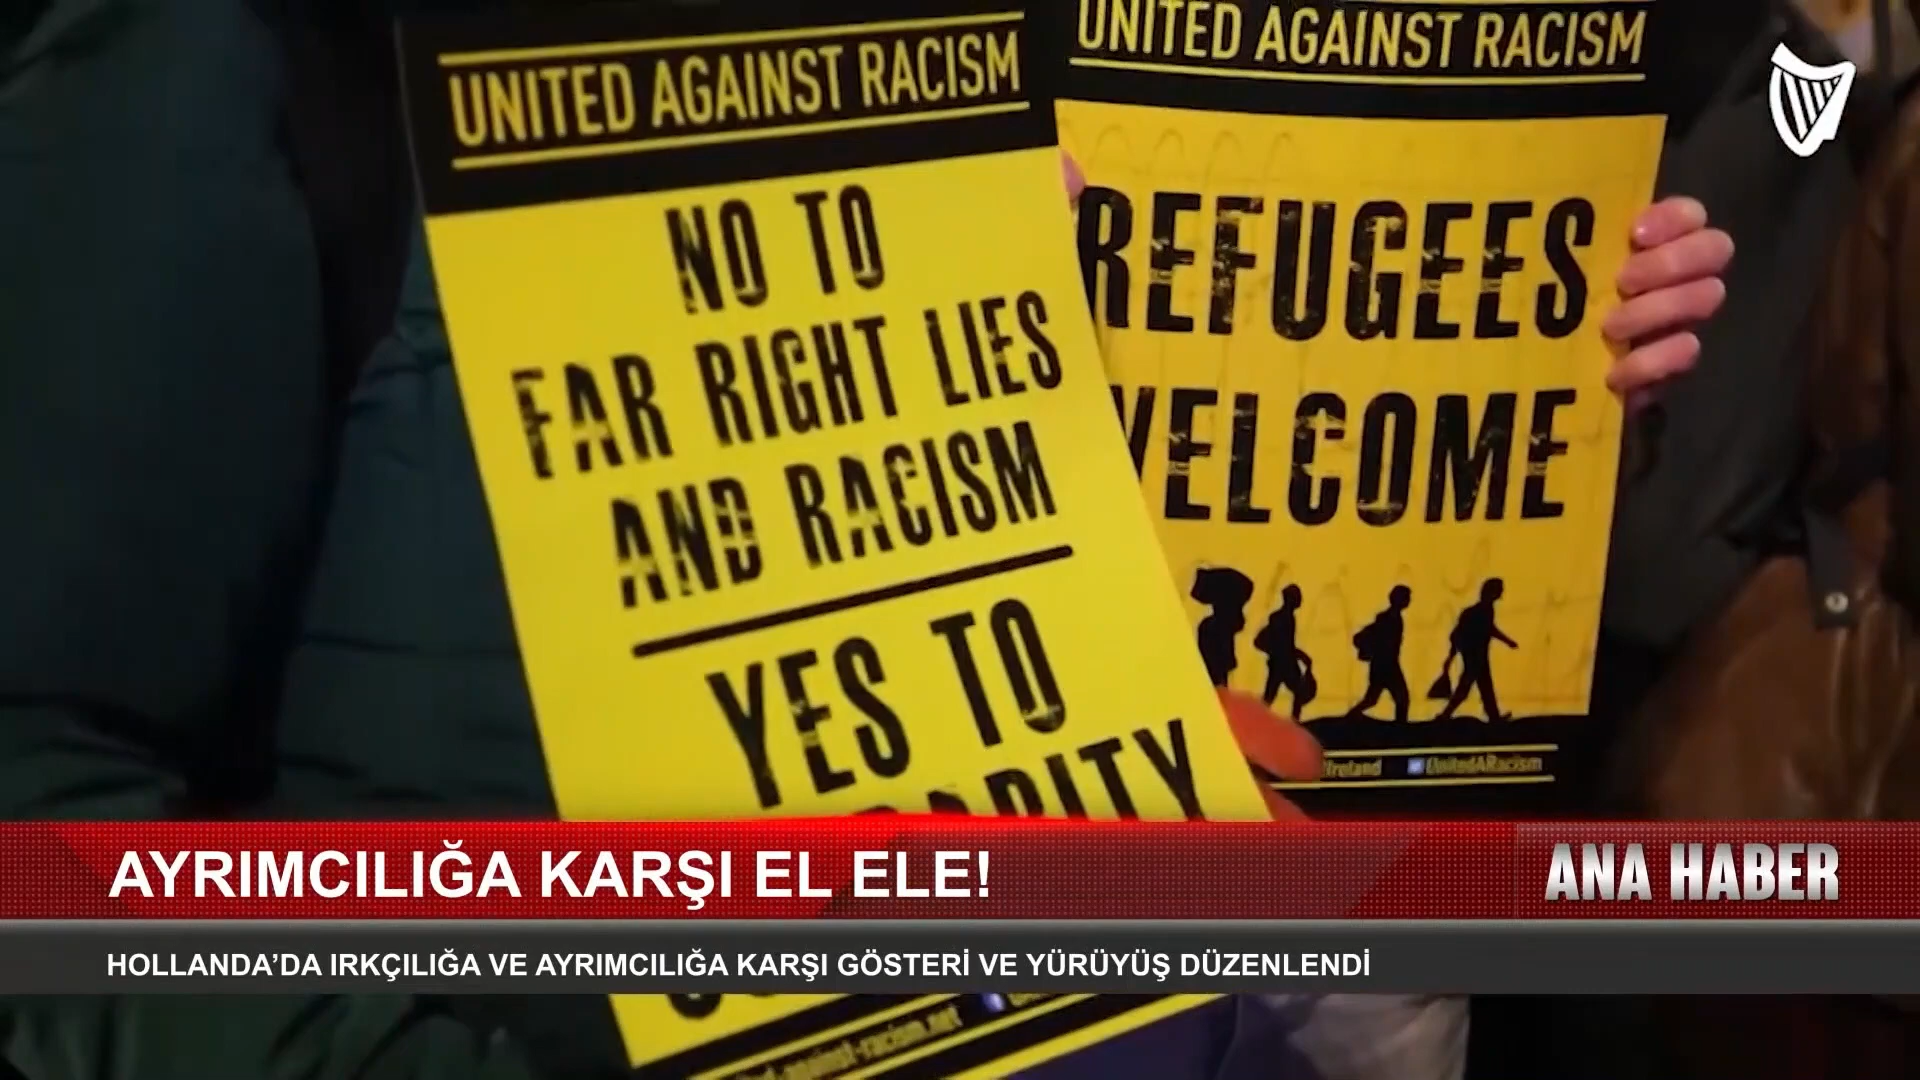 UNITED AGAINST RACISM
NO TO
FAR RIGHT LIES
AND RACISM
YES TO
UNITED AGAINST RACISM
REFUGEES
WELCOME
UnitedARacism
AYRIMCILIĞA KARŞI EL ELE!
ANA HABER
HOLLANDA’DA IRKÇILIĞA VE AYRIMCILIĞA KARŞI GÖSTERİ VE YÜRÜYÜŞ DÜZENLENDİ